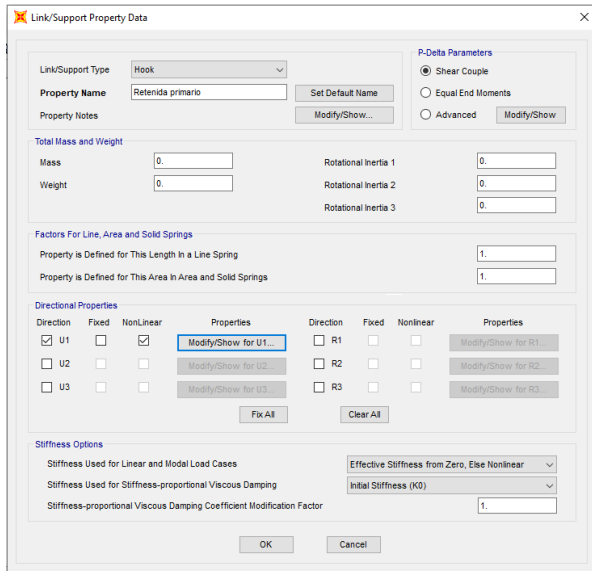 Link/Support Property Data
P-Delta Parameters
Link/Support Type Hook
Shear Couple
Property Name Retenida primario Set Default Name
Equal End Moments
Property Notes Modify/Show...
Advanced Modify/Show
Total Mass and Weight
Mass 0. Rotational Inertia 1 0.
Weight 0. Rotational Inertia 2 0.
Rotational Inertia 3 0.
Factors For Line, Area and Solid Springs
Property is Defined for This Length In a Line Spring 1.
Property is Defined for This Area In Area and Solid Springs 1.
Directional Properties
Direction Fixed NonLinear Properties Direction Fixed Nonlinear Properties
U1 Modify/Show for U1... R1 Modify/Show for R1...
U2 Modify/Show for U2... R2 Modify/Show for R2...
U3 Modify/Show for U3... R3 Modify/Show for R3...
Fix All Clear All
Stiffness Options
Stiffness Used for Linear and Modal Load Cases Effective Stiffness from Zero, Else Nonlinear
Stiffness Used for Stiffness-proportional Viscous Damping Initial Stiffness (K0)
Stiffness-proportional Viscous Damping Coefficient Modification Factor 1.
OK Cancel